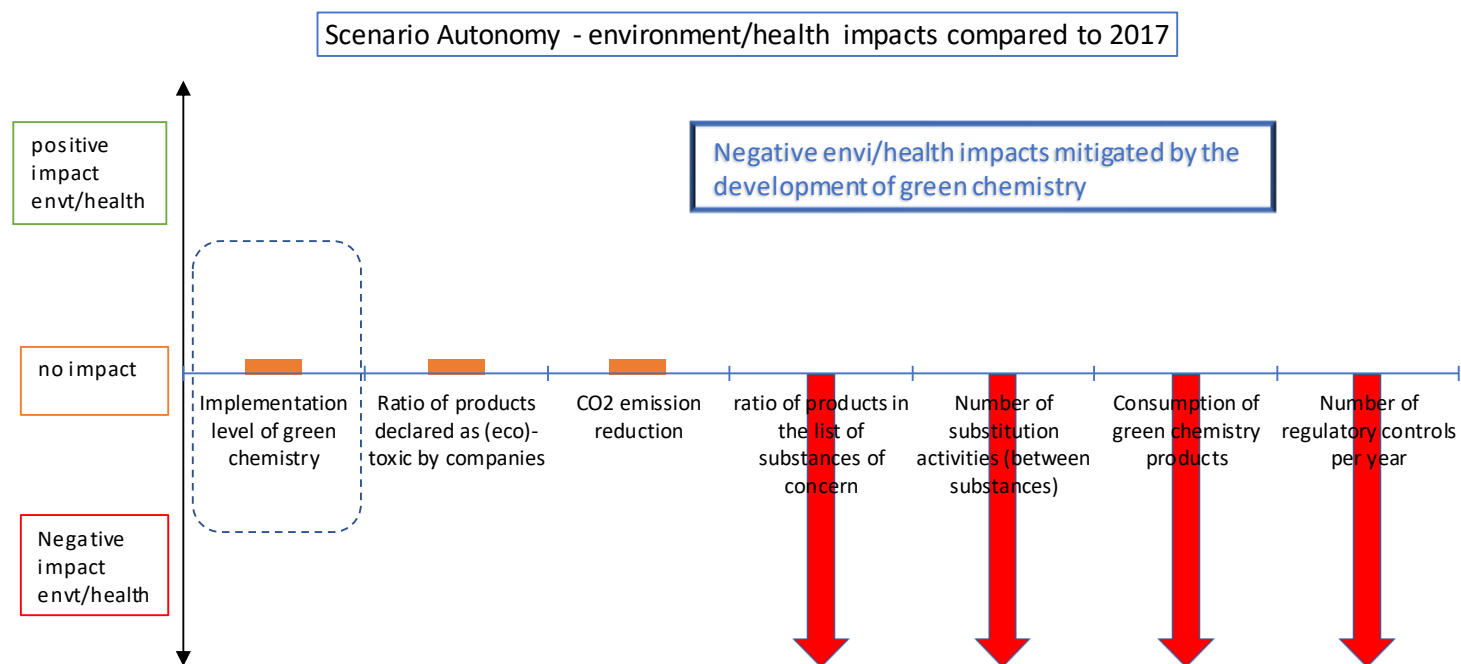 Scenario Autonomy - environment/health impacts compared to 2017
positive
impact
envt/health
Negative envi/health impacts mitigated by the
development of green chemistry
no impact
Implementation
level of green
chemistry
Ratio of products
declared as (eco)-
toxic by companies
CO2 emission
reduction
ratio of products in
the list of
substances of
concern
Number of
substitution
activities (between
substances)
Consumption of
green chemistry
products
Number of
regulatory controls
per year
Negative
impact
envt/health